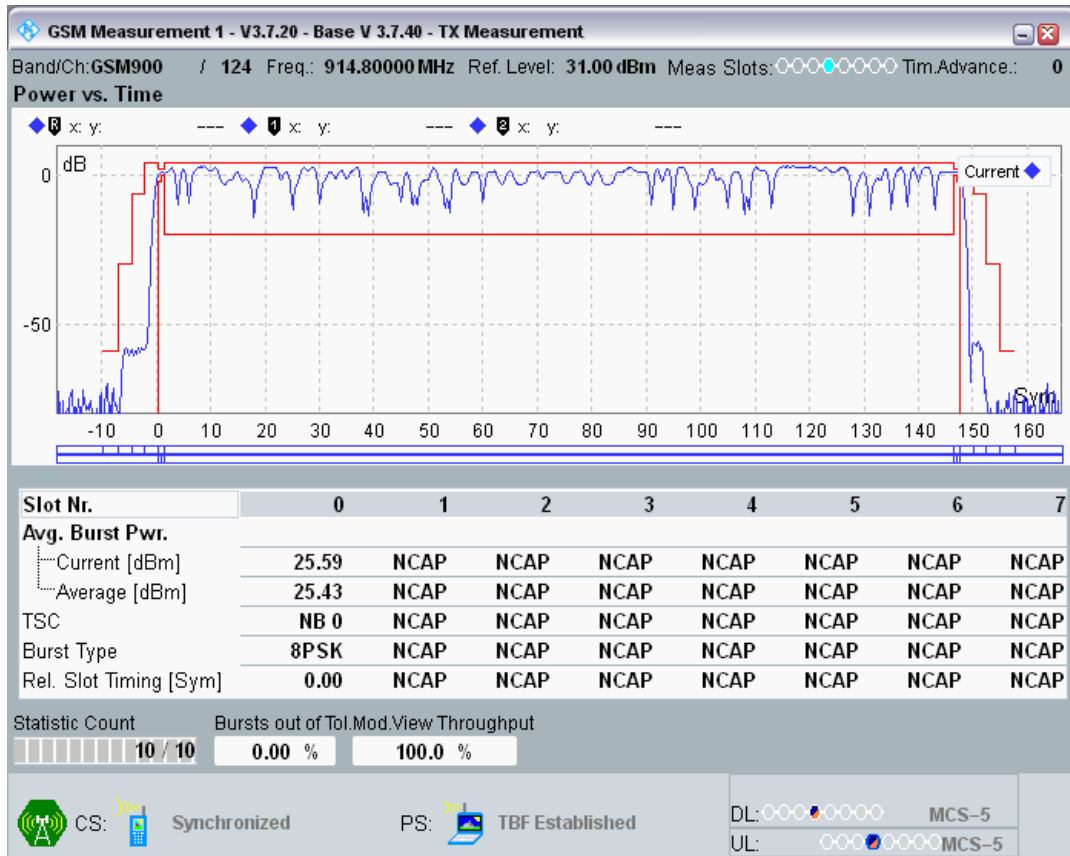 GSM Measurement 1 - V3.7.20 - Base V 3.7.40 - TX Measurement
Band/Ch:GSM900 / 124 Freq.: 914.80000 MHz Ref. Level: 31.00 dBm Meas Slots: Tim.Advance.: 0
Power vs. Time
R x: y: --- 1 x: y: --- 2 x: y: ---
dB
Current
0
-50
Sym
-10 0 10 20 30 40 50 60 70 80 90 100 110 120 130 140 150 160
Slot Nr. 0 1 2 3 4 5 6 7
Avg. Burst Pwr.
Current [dBm] 25.59 NCAP NCAP NCAP NCAP NCAP NCAP NCAP
Average [dBm] 25.43 NCAP NCAP NCAP NCAP NCAP NCAP NCAP
TSC NB 0 NCAP NCAP NCAP NCAP NCAP NCAP NCAP
Burst Type 8PSK NCAP NCAP NCAP NCAP NCAP NCAP NCAP
Rel. Slot Timing [Sym] 0.00 NCAP NCAP NCAP NCAP NCAP NCAP NCAP
Statistic Count Bursts out of Tol. Mod.View Throughput
10 / 10 0.00 % 100.0 %
CS: Synchronized PS: TBF Established
DL: MCS-5
UL: MCS-5